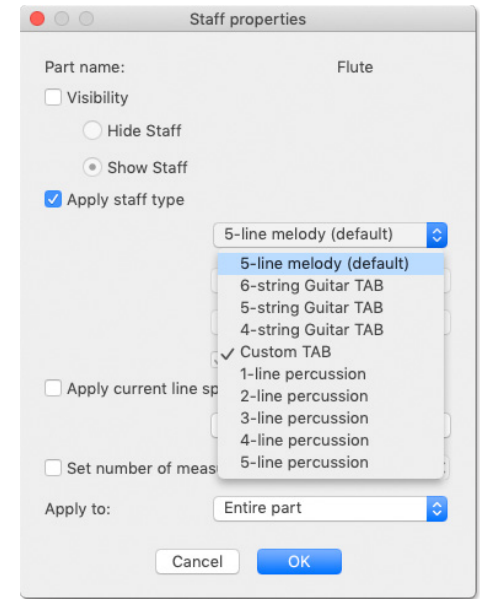 Staff properties
Part name: Flute
Visibility
Hide Staff
Show Staff
Apply staff type
5-line melody (default)
5-line melody (default)
6-string Guitar TAB
5-string Guitar TAB
4-string Guitar TAB
Custom TAB
1-line percussion
Apply current line
2-line percussion
3-line percussion
4-line percussion
Set number of
5-line percussion
Apply to: Entire part
Cancel OK